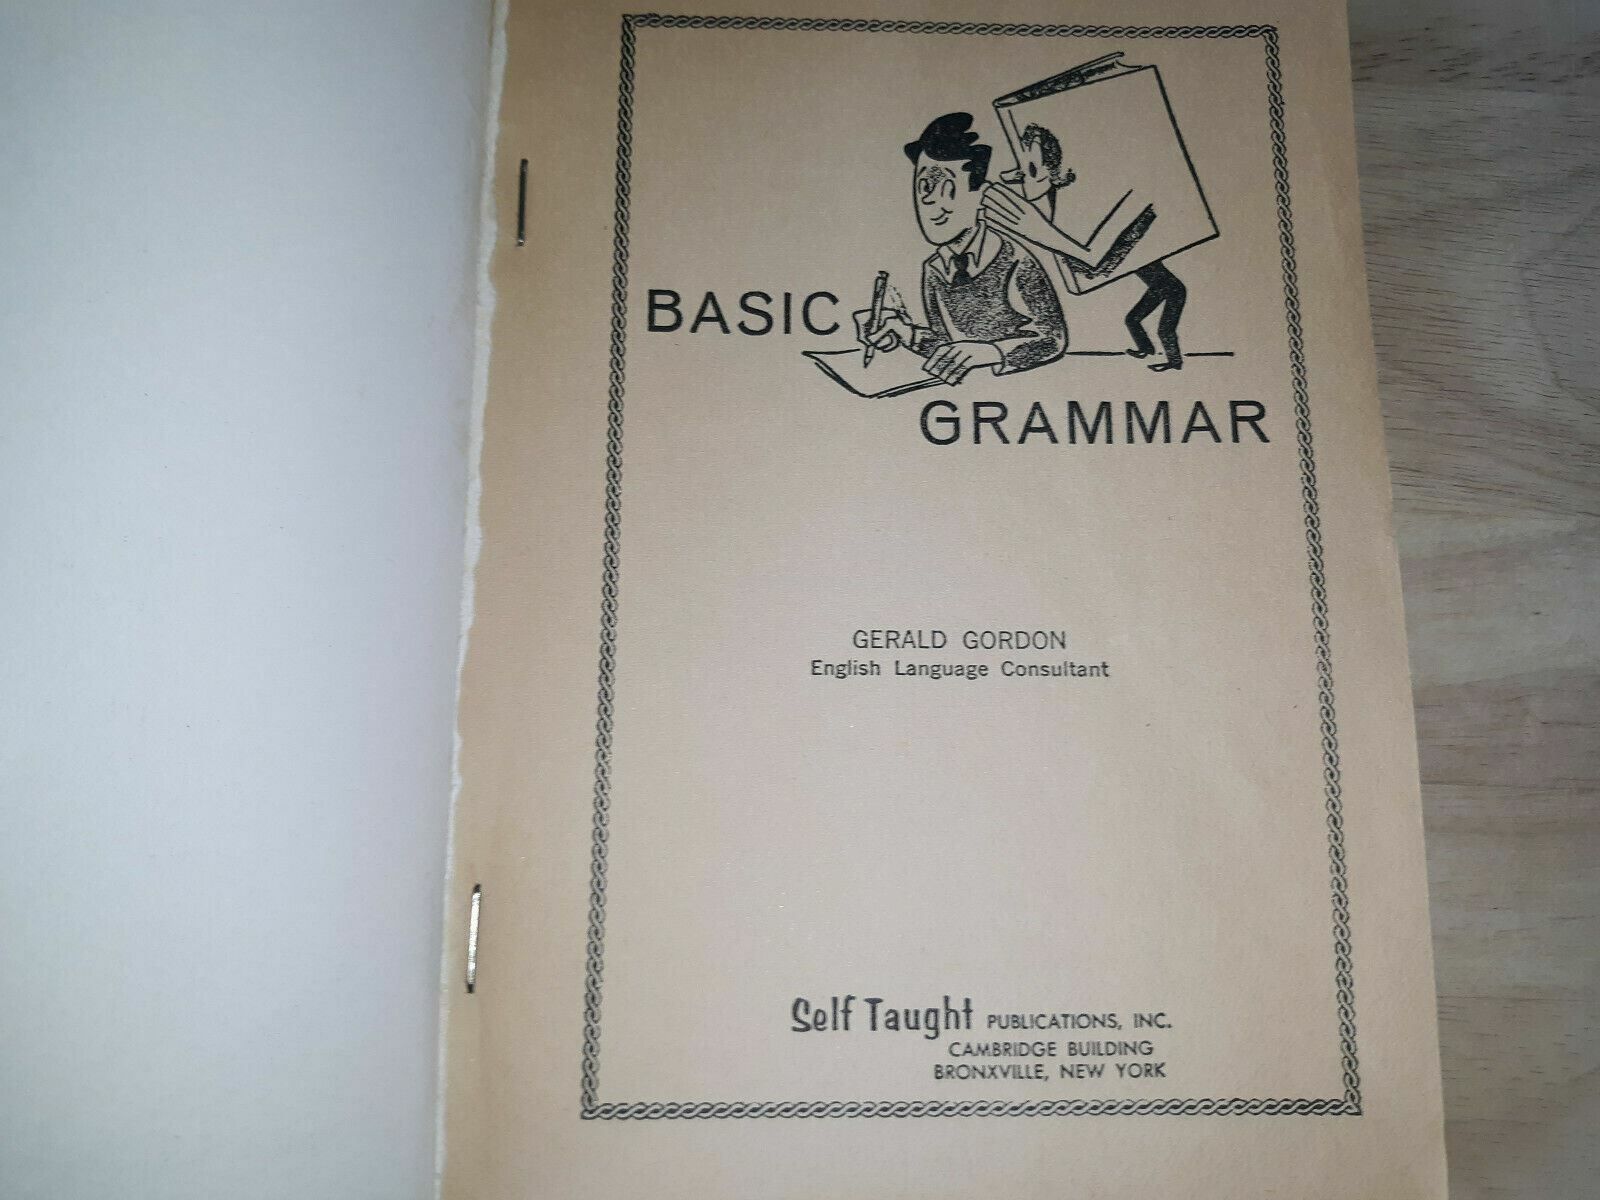 BASIC
GRAMMAR
GERALD GORDON
English Language Consultant
Self Taught PUBLICATIONS, INC.
CAMBRIDGE BUILDING
BRONXVILLE, NEW YORK